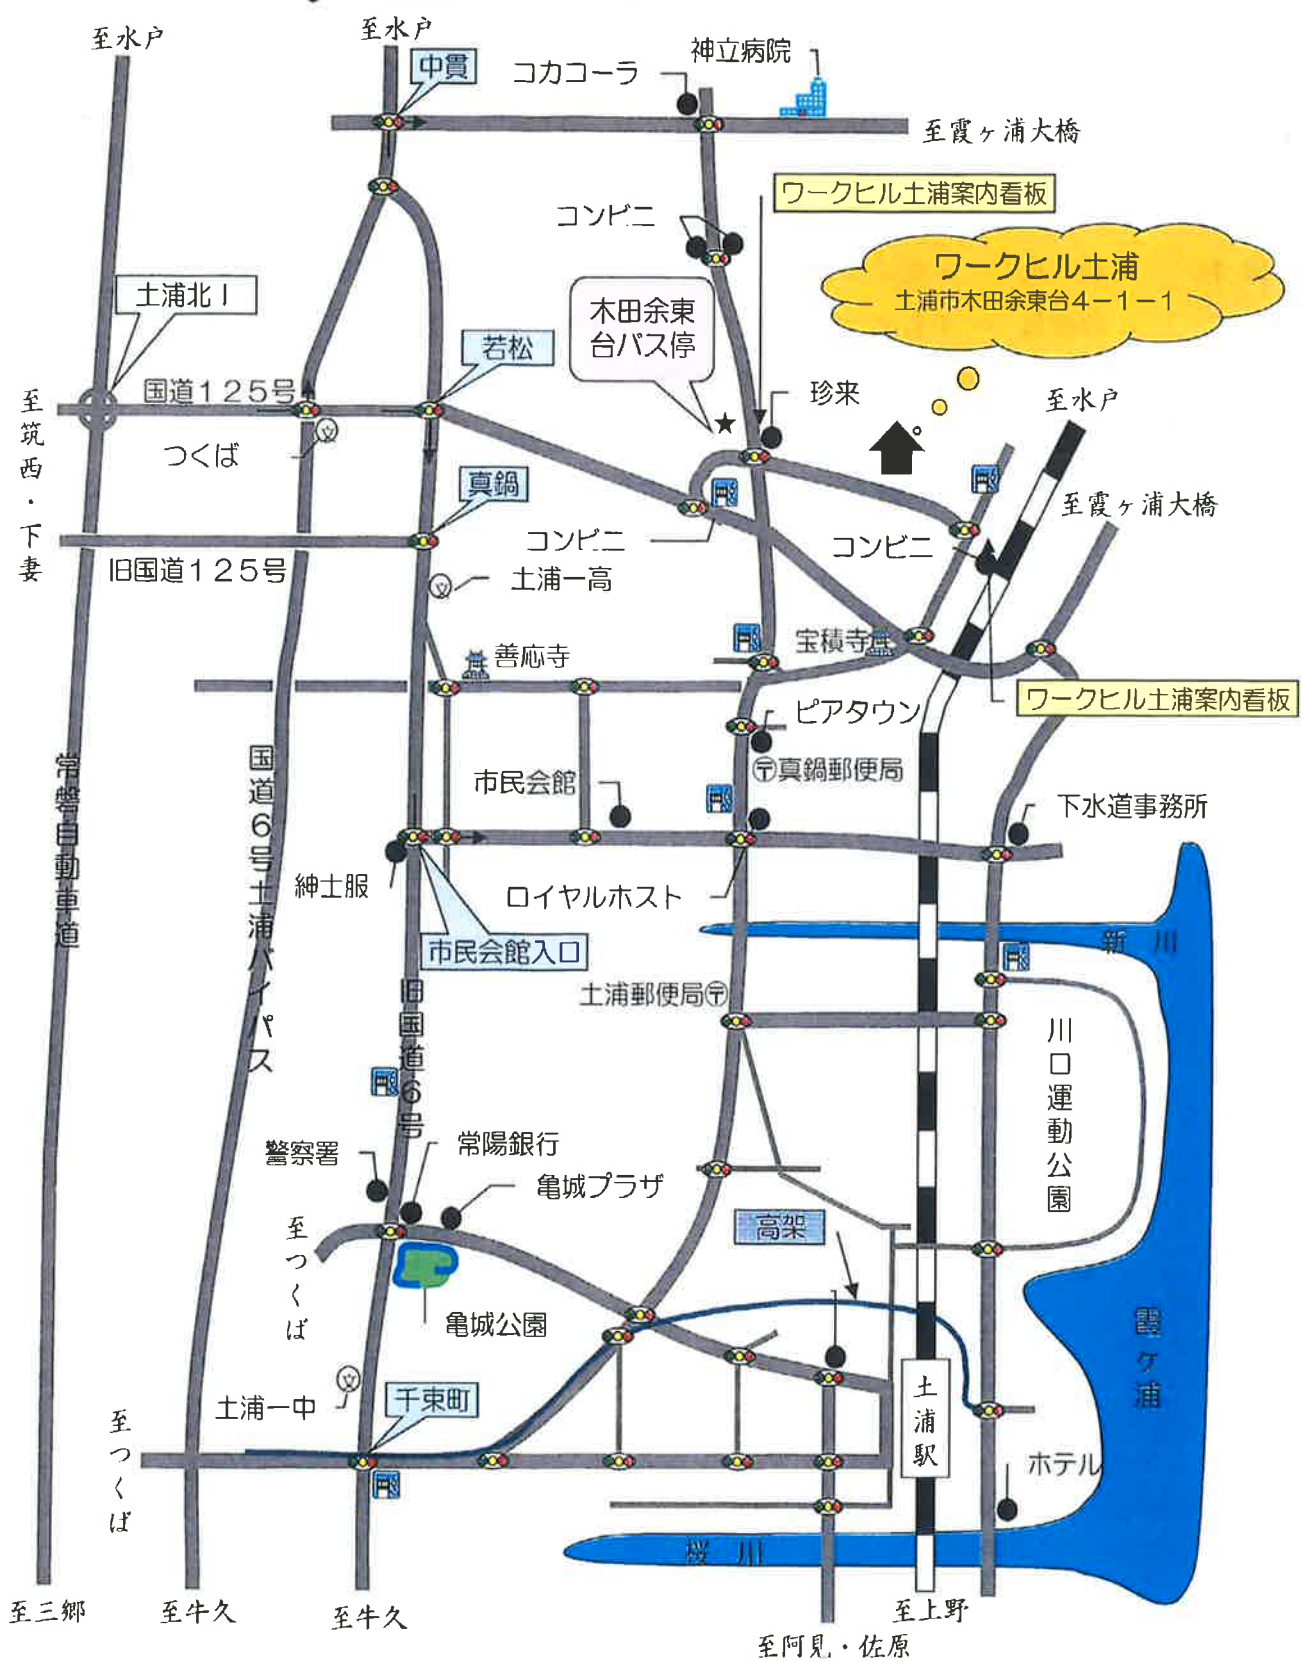 至水戸
至水戸
中貫
コカコーラ
神立病院
至霞ヶ浦大橋
ワークヒル土浦案内看板
コンビニ
ワークヒル土浦
土浦市木田余東台4-1-1
土浦北I
木田余東
台バス停
若松
国道125号
珍来
至水戸
至筑西・下妻
つくば
真鍋
至霞ヶ浦大橋
コンビニ
コンビニ
旧国道125号
土浦一高
宝積寺
善応寺
ワークヒル土浦案内看板
ピアタウン
常磐自動車道
国道6号土浦バイパス
〒真鍋郵便局
市民会館
下水道事務所
紳士服
ロイヤルホスト
市民会館入口
新川
旧国道6号
土浦郵便局〒
川口運動公園
警察署
常陽銀行
亀城プラザ
至つくば
高架
亀城公園
霞ヶ浦
土浦一中
千束町
土浦駅
至つくば
ホテル
桜川
至三郷
至牛久
至牛久
至上野
至阿見・佐原